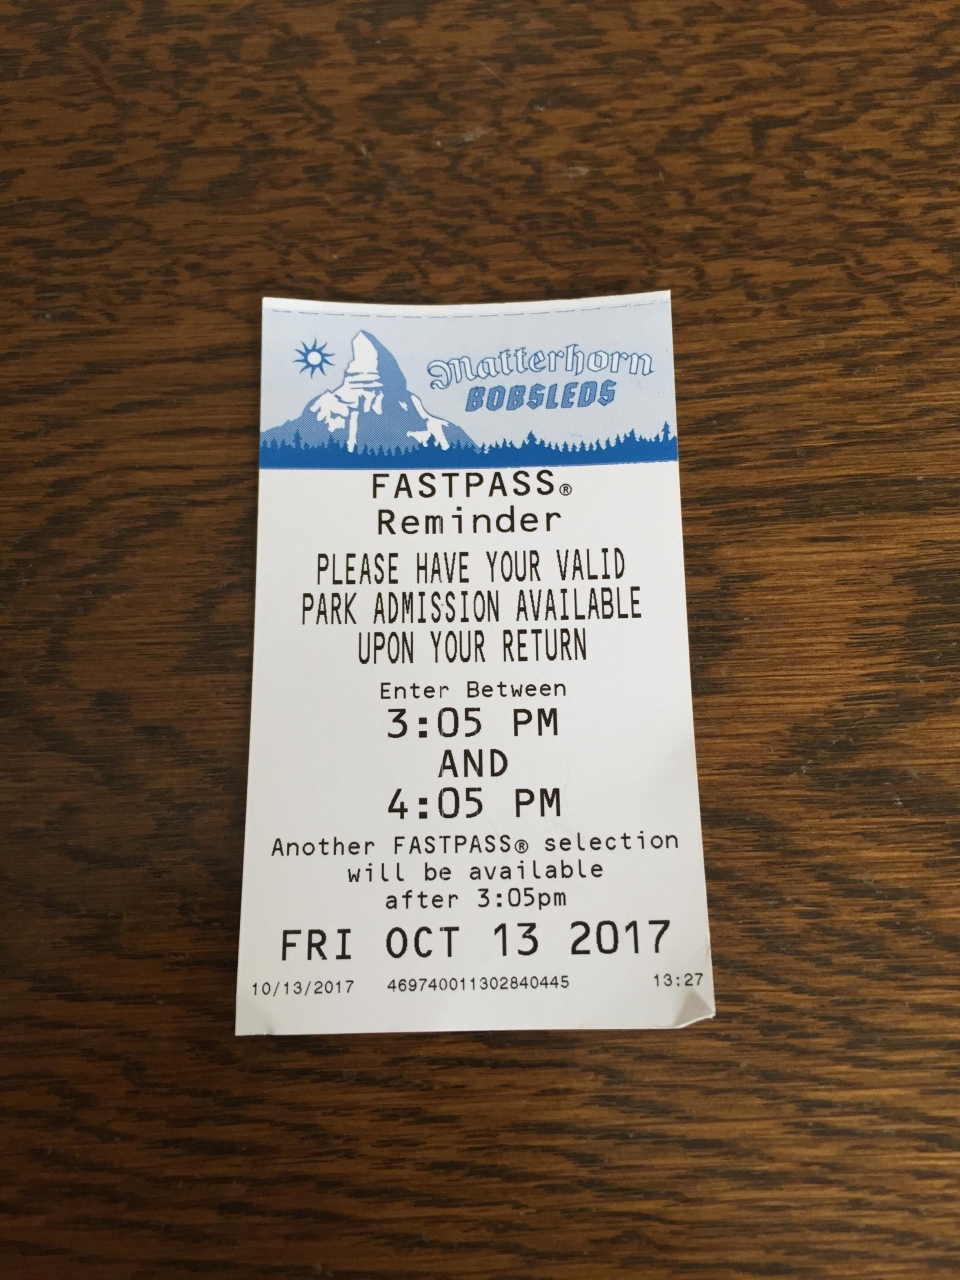 Matterhorn
BOBSLEDS
FASTPASS®
Reminder
PLEASE HAVE YOUR VALID
PARK ADMISSION AVAILABLE
UPON YOUR RETURN
Enter Between
3:05 PM
AND
4:05 PM
Another FASTPASS® selection
will be available
after 3:05pm
FRI OCT 13 2017
10/13/2017 469740011302840445 13:27